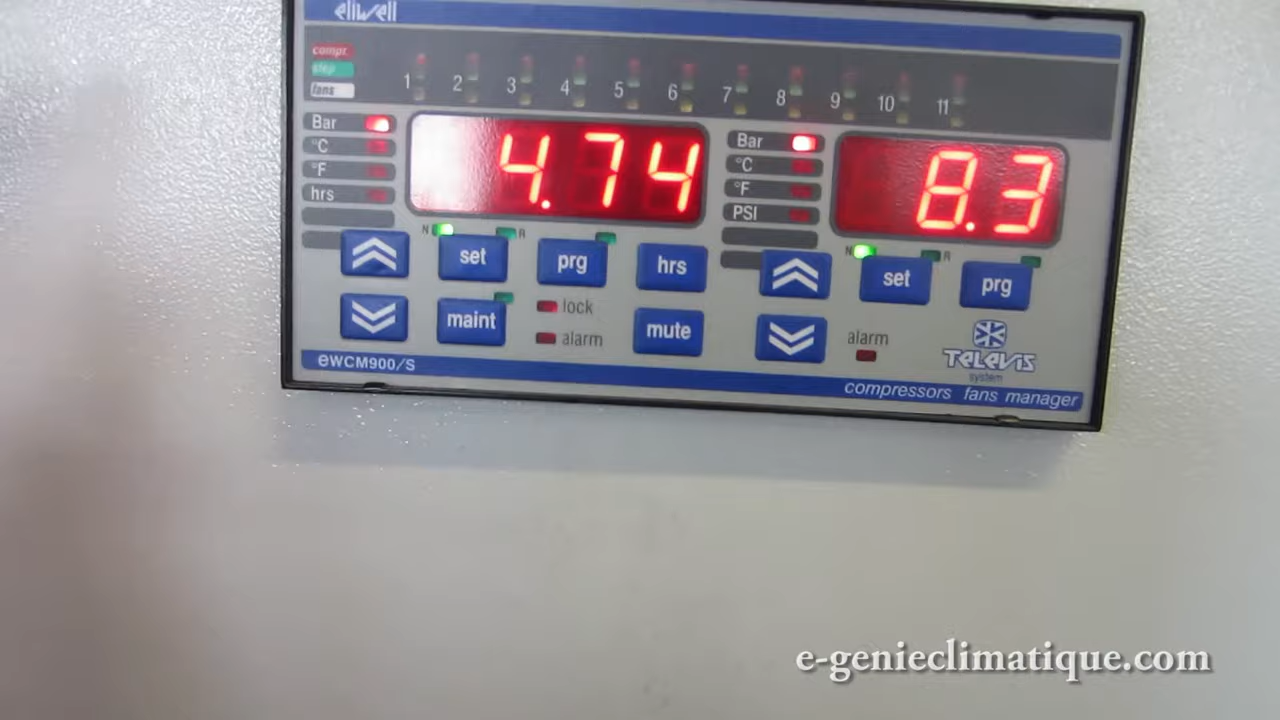 eliwell
compr.
step
fans
1 2 3 4 5 6 7 8 9 10 11
Bar
°C
°F
hrs
4.74
Bar
°C
°F
PSI
8.3
N R
set
prg
hrs
N R
set
prg
maint
lock
alarm
mute
alarm
TELEVIS
system
eWCM900/S
compressors fans manager
e-genieclimatique.com